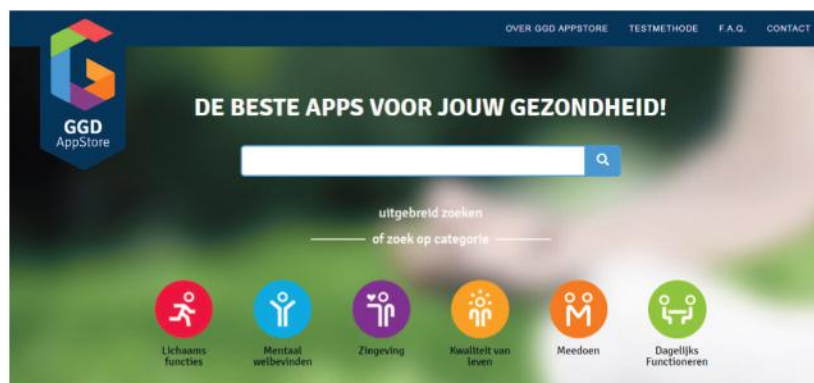 OVER GGD APPSTORE TESTMETHODE F.A.Q. CONTACT
GGD
AppStore
DE BESTE APPS VOOR JOUW GEZONDHEID!
uitgebreid zoeken
of zoek op categorie
Lichaams
functies
Mentaal
welbevinden
Zingeving
Kwaliteit van
leven
Meedoen
Dagelijks
Functioneren